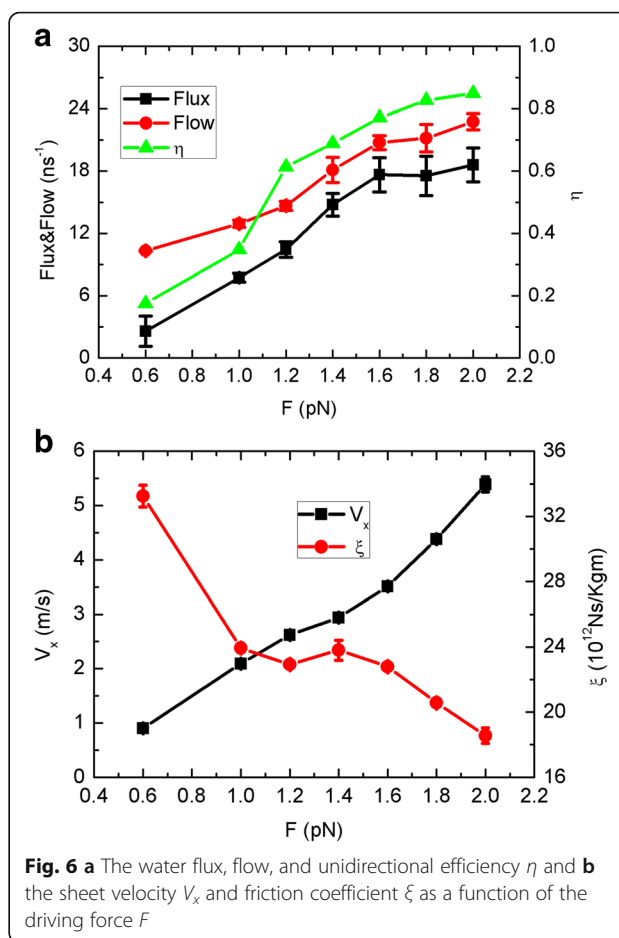 a
30
24
18
12
6
0
Flux&Flow (ns⁻¹)
Flux
Flow
η
1.0
0.8
0.6
0.4
0.2
0.0
η
0.4 0.6 0.8 1.0 1.2 1.4 1.6 1.8 2.0 2.2
F (pN)
b
6
5
4
3
2
1
0
Vₓ (m/s)
Vₓ
ξ
36
32
28
24
20
16
ξ (10¹²Ns/Kgm)
0.4 0.6 0.8 1.0 1.2 1.4 1.6 1.8 2.0 2.2
F (pN)
Fig. 6 a The water flux, flow, and unidirectional efficiency η and b
the sheet velocity Vₓ and friction coefficient ξ as a function of the
driving force F